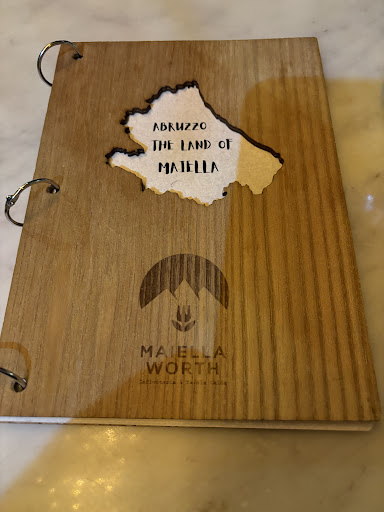 ABRUZZO
THE LAND OF
MAIELLA
MAIELLA
WORTH